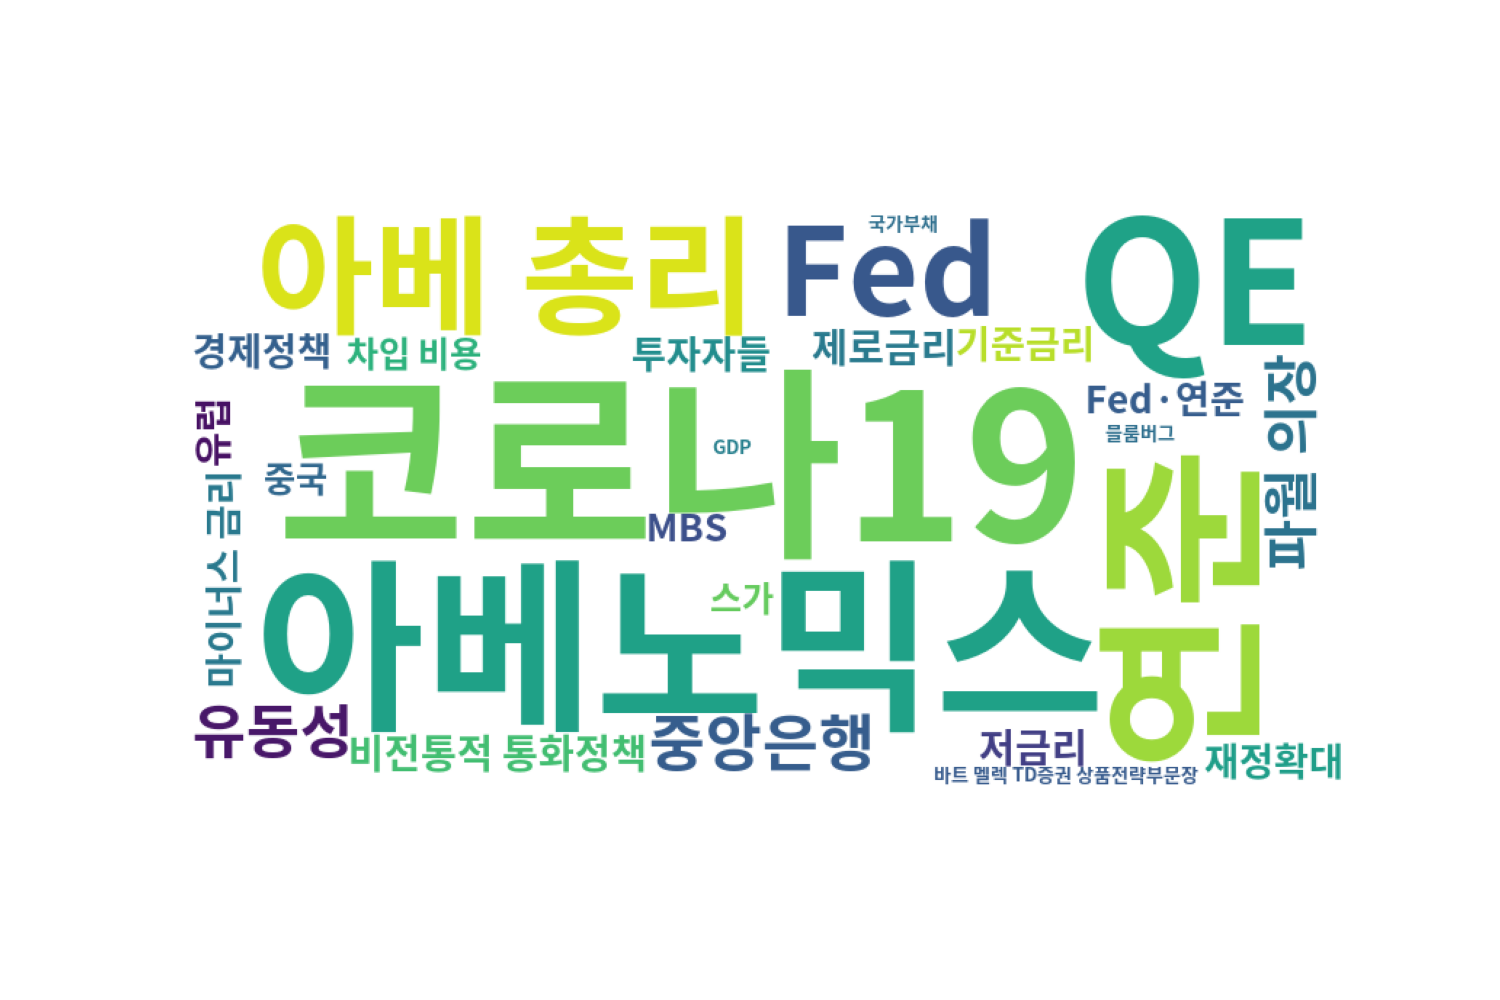 아베 총리
Fed
국가부채
QE
경제정책
차입 비용
투자자들
제로금리
기준금리
Fed·연준
블룸버그
파월 의장
유럽
코로나19
GDP
중국
MBS
연준
마이너스 금리
아베노믹스
스가
유동성
비전통적 통화정책
중앙은행
저금리
바트 멜렉 TD증권 상품전략부문장
재정확대